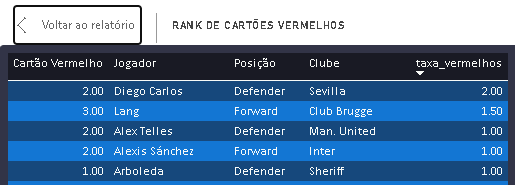 Voltar ao relatório
RANK DE CARTÕES VERMELHOS
Cartão Vermelho Jogador Posição Clube taxa_vermelhos
2.00 Diego Carlos Defender Sevilla 2.00
3.00 Lang Forward Club Brugge 1.50
2.00 Alex Telles Defender Man. United 1.00
2.00 Alexis Sánchez Forward Inter 1.00
1.00 Arboleda Defender Sheriff 1.00